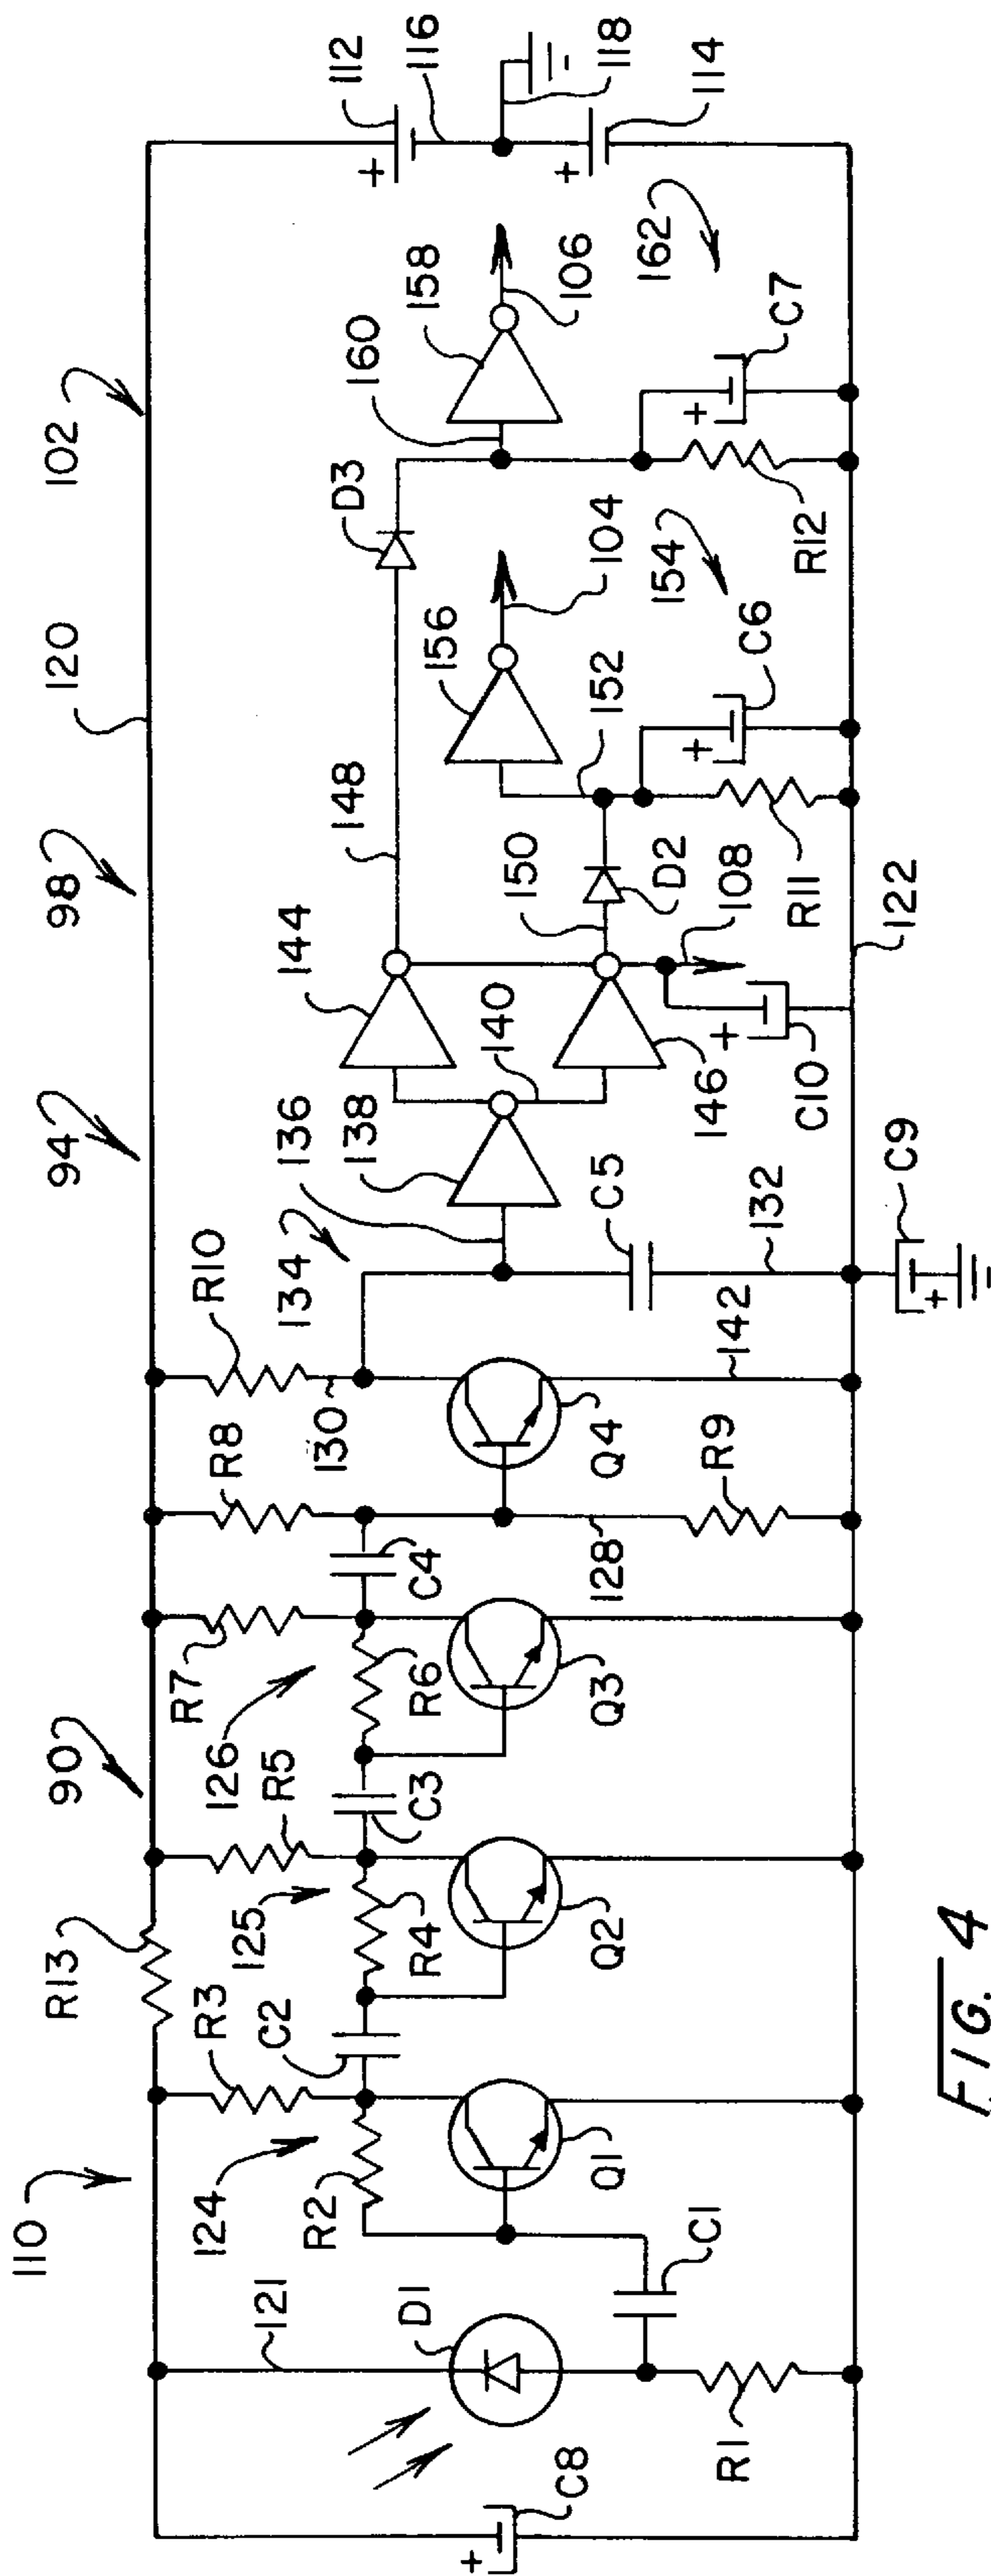 110
90
94
98
120
102
112
116
118
114
R13
R3
R5
R7
R8
R10
121
124
125
126
130
134
136
138
144
148
D3
160
158
106
162
C8
D1
R2
C2
R4
C3
R6
C4
128
Q1
Q2
Q3
Q4
140
150
152
156
104
154
C1
R1
R9
142
132
C5
146
C10
108
D2
R11
C6
R12
C7
122
C9
+
+
+
+
+
+
+
FIG. 4